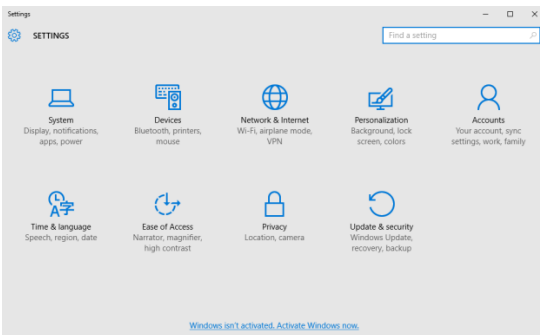 Settings
SETTINGS
Find a setting
System
Display, notifications,
apps, power
Devices
Bluetooth, printers,
mouse
Network & Internet
Wi-Fi, airplane mode,
VPN
Personalization
Background, lock
screen, colors
Accounts
Your account, sync
settings, work, family
Time & language
Speech, region, date
Ease of Access
Narrator, magnifier,
high contrast
Privacy
Location, camera
Update & security
Windows Update,
recovery, backup
Windows isn't activated. Activate Windows now.